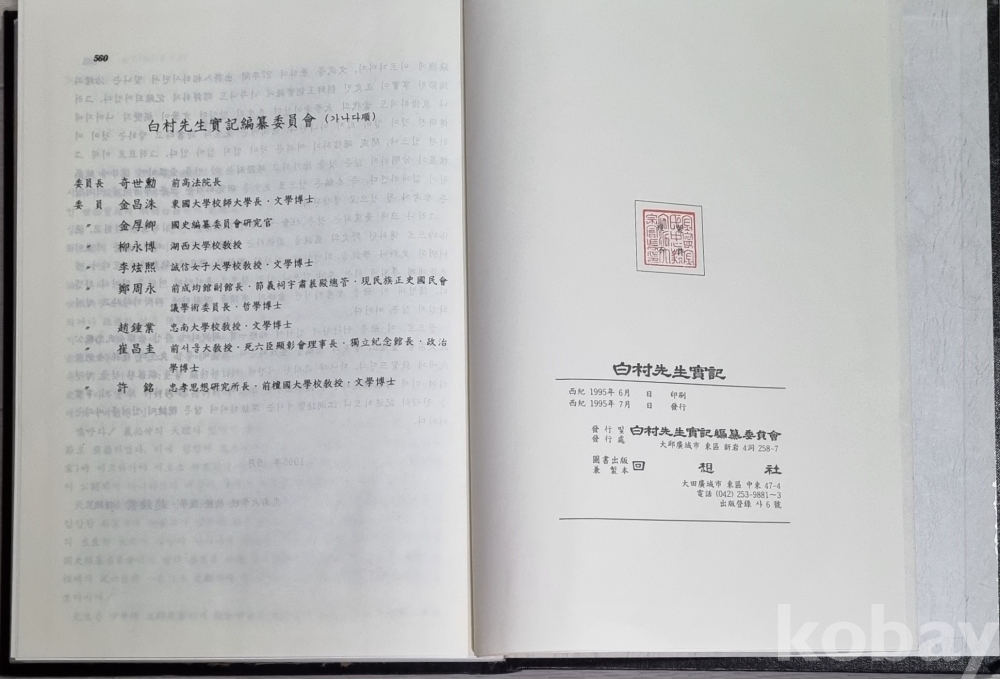 560
白村先生實記編纂委員會 (가나다順)
委員長 奇世勳 前高法院長
委 員 金昌洙 東國大學校師大學長·文學博士
〃 金厚卿 國史編纂委員會研究官
〃 柳永博 湖西大學校敎授
〃 李炫熙 誠信女子大學校敎授·文學博士
〃 鄭周永 前成均館副館長·節義祠宇肅慕殿總管·現民族正史國民會
議學術委員長·哲學博士
〃 趙鍾業 忠南大學校敎授·文學博士
〃 崔昌圭 前서울大敎授·死六臣顯彰會理事長·獨立紀念館長·政治
學博士
〃 許 銘 忠孝思想研究所長·前檀國大學校敎授·文學博士
白村先生實記
西紀 1995年 6月 日 印刷
西紀 1995年 7月 日 發行
發行 및
發行處 白村先生實記編纂委員會
大邱廣域市 東區 新岩 4洞 258-7
圖書出版
兼 製本 回 想 社
大田廣域市 東區 中東 47-4
電話 (042) 253-9881~3
出版登錄 사 6 號
kobay